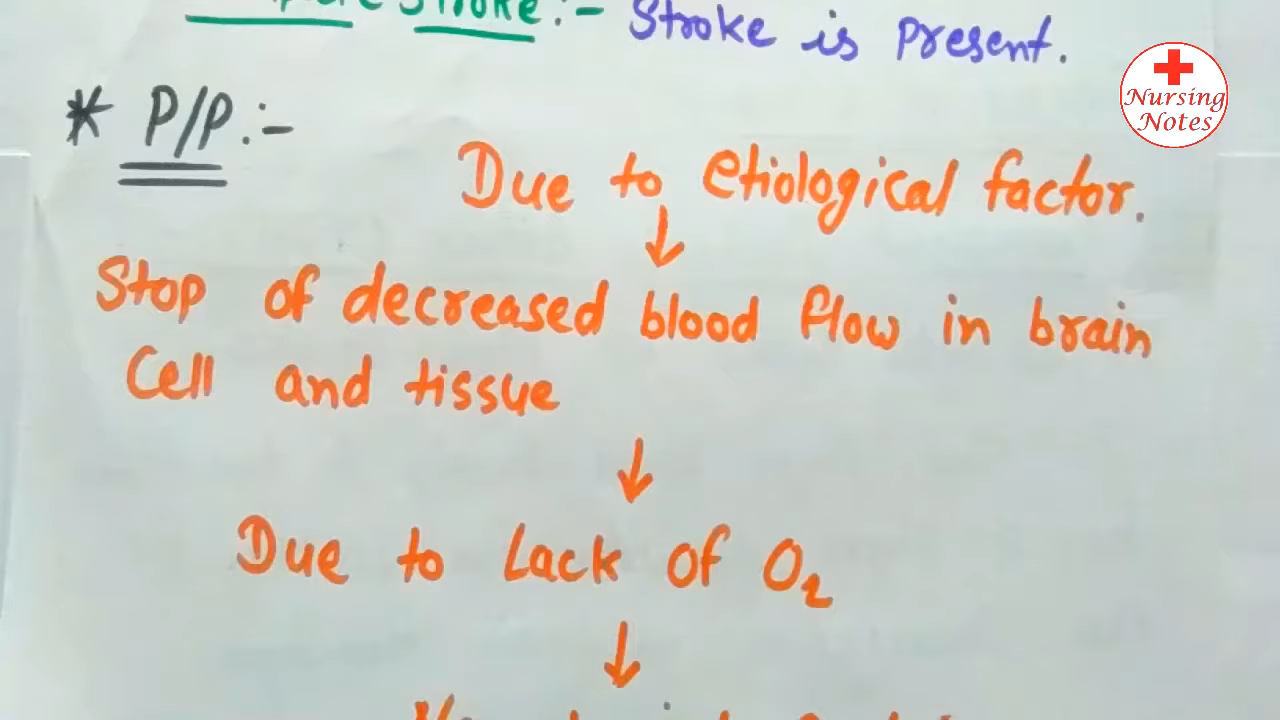 Stroke:- Stroke is present.
Nursing
Notes
* P/P:-
Due to etiological factor.
↓
Stop of decreased blood flow in brain
Cell and tissue
↓
Due to Lack of O₂
↓